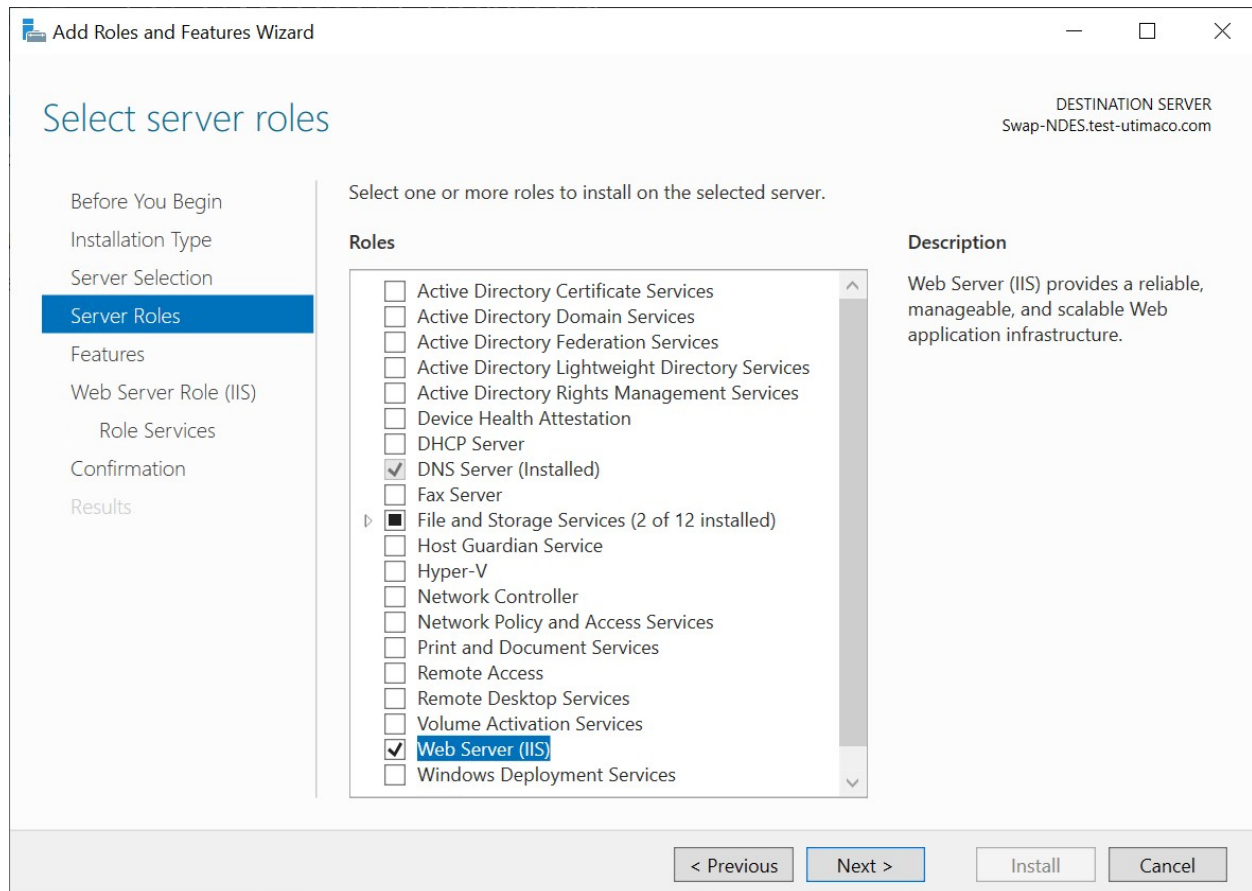 Add Roles and Features Wizard
Select server roles
DESTINATION SERVER
Swap-NDES.test-utimaco.com
Before You Begin
Installation Type
Server Selection
Server Roles
Features
Web Server Role (IIS)
Role Services
Confirmation
Results
Select one or more roles to install on the selected server.
Roles
Active Directory Certificate Services
Active Directory Domain Services
Active Directory Federation Services
Active Directory Lightweight Directory Services
Active Directory Rights Management Services
Device Health Attestation
DHCP Server
DNS Server (Installed)
Fax Server
File and Storage Services (2 of 12 installed)
Host Guardian Service
Hyper-V
Network Controller
Network Policy and Access Services
Print and Document Services
Remote Access
Remote Desktop Services
Volume Activation Services
Web Server (IIS)
Windows Deployment Services
Description
Web Server (IIS) provides a reliable,
manageable, and scalable Web
application infrastructure.
< Previous
Next >
Install
Cancel